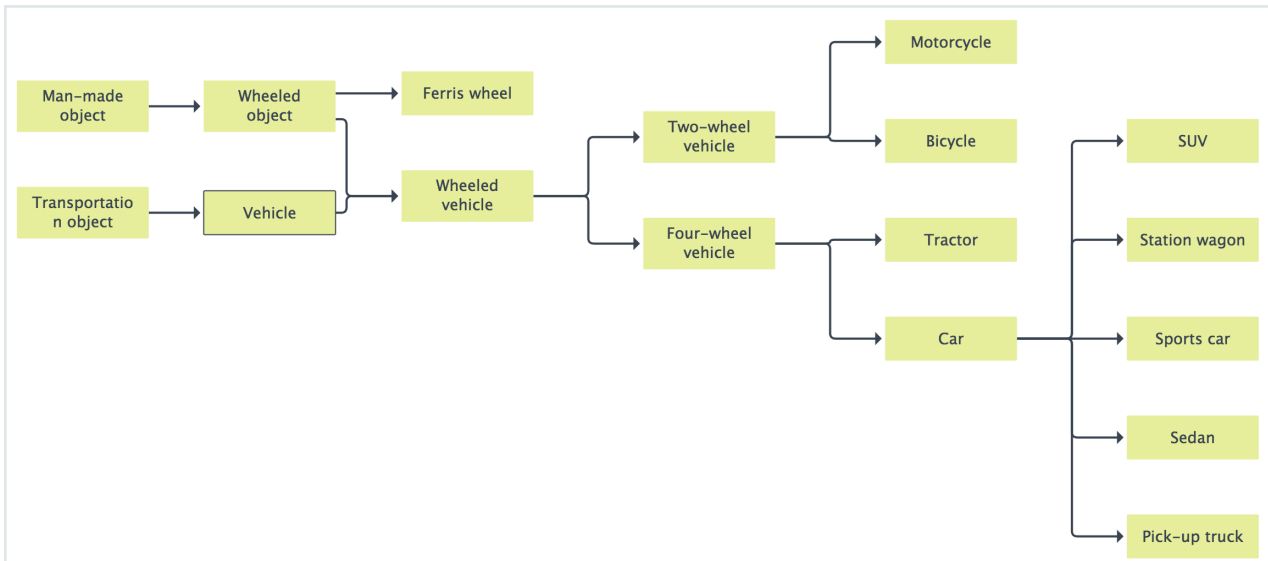 Man-made
object
Transportatio
n object
Wheeled
object
Vehicle
Ferris wheel
Wheeled
vehicle
Two-wheel
vehicle
Four-wheel
vehicle
Motorcycle
Bicycle
Tractor
Car
SUV
Station wagon
Sports car
Sedan
Pick-up truck